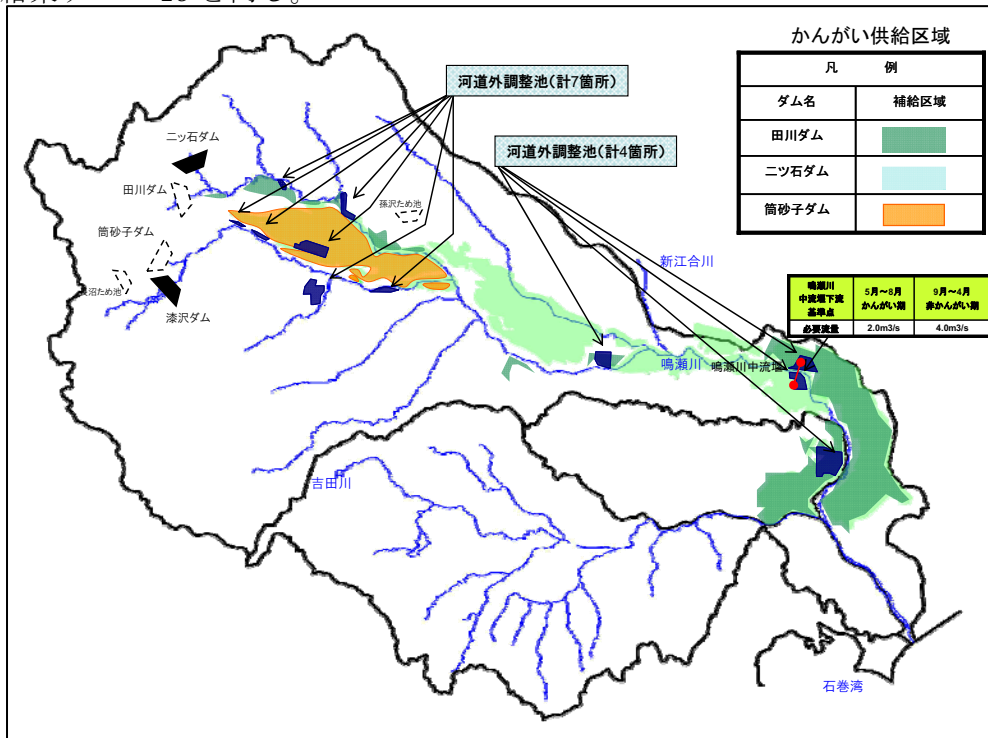 かんがい供給区域
凡 例
ダム名 補給区域
田川ダム
二ツ石ダム
筒砂子ダム
河道外調整池(計7箇所)
河道外調整池(計4箇所)
二ッ石ダム
田川ダム
筒砂子ダム
孫沢ため池
沼ため池
漆沢ダム
新江合川
鳴瀬川
中流堰下流
基準点
5月~8月
かんがい期
9月~4月
非かんがい期
必要流量 2.0m3/s 4.0m3/s
鳴瀬川
鳴瀬川中流堰
吉田川
石巻湾